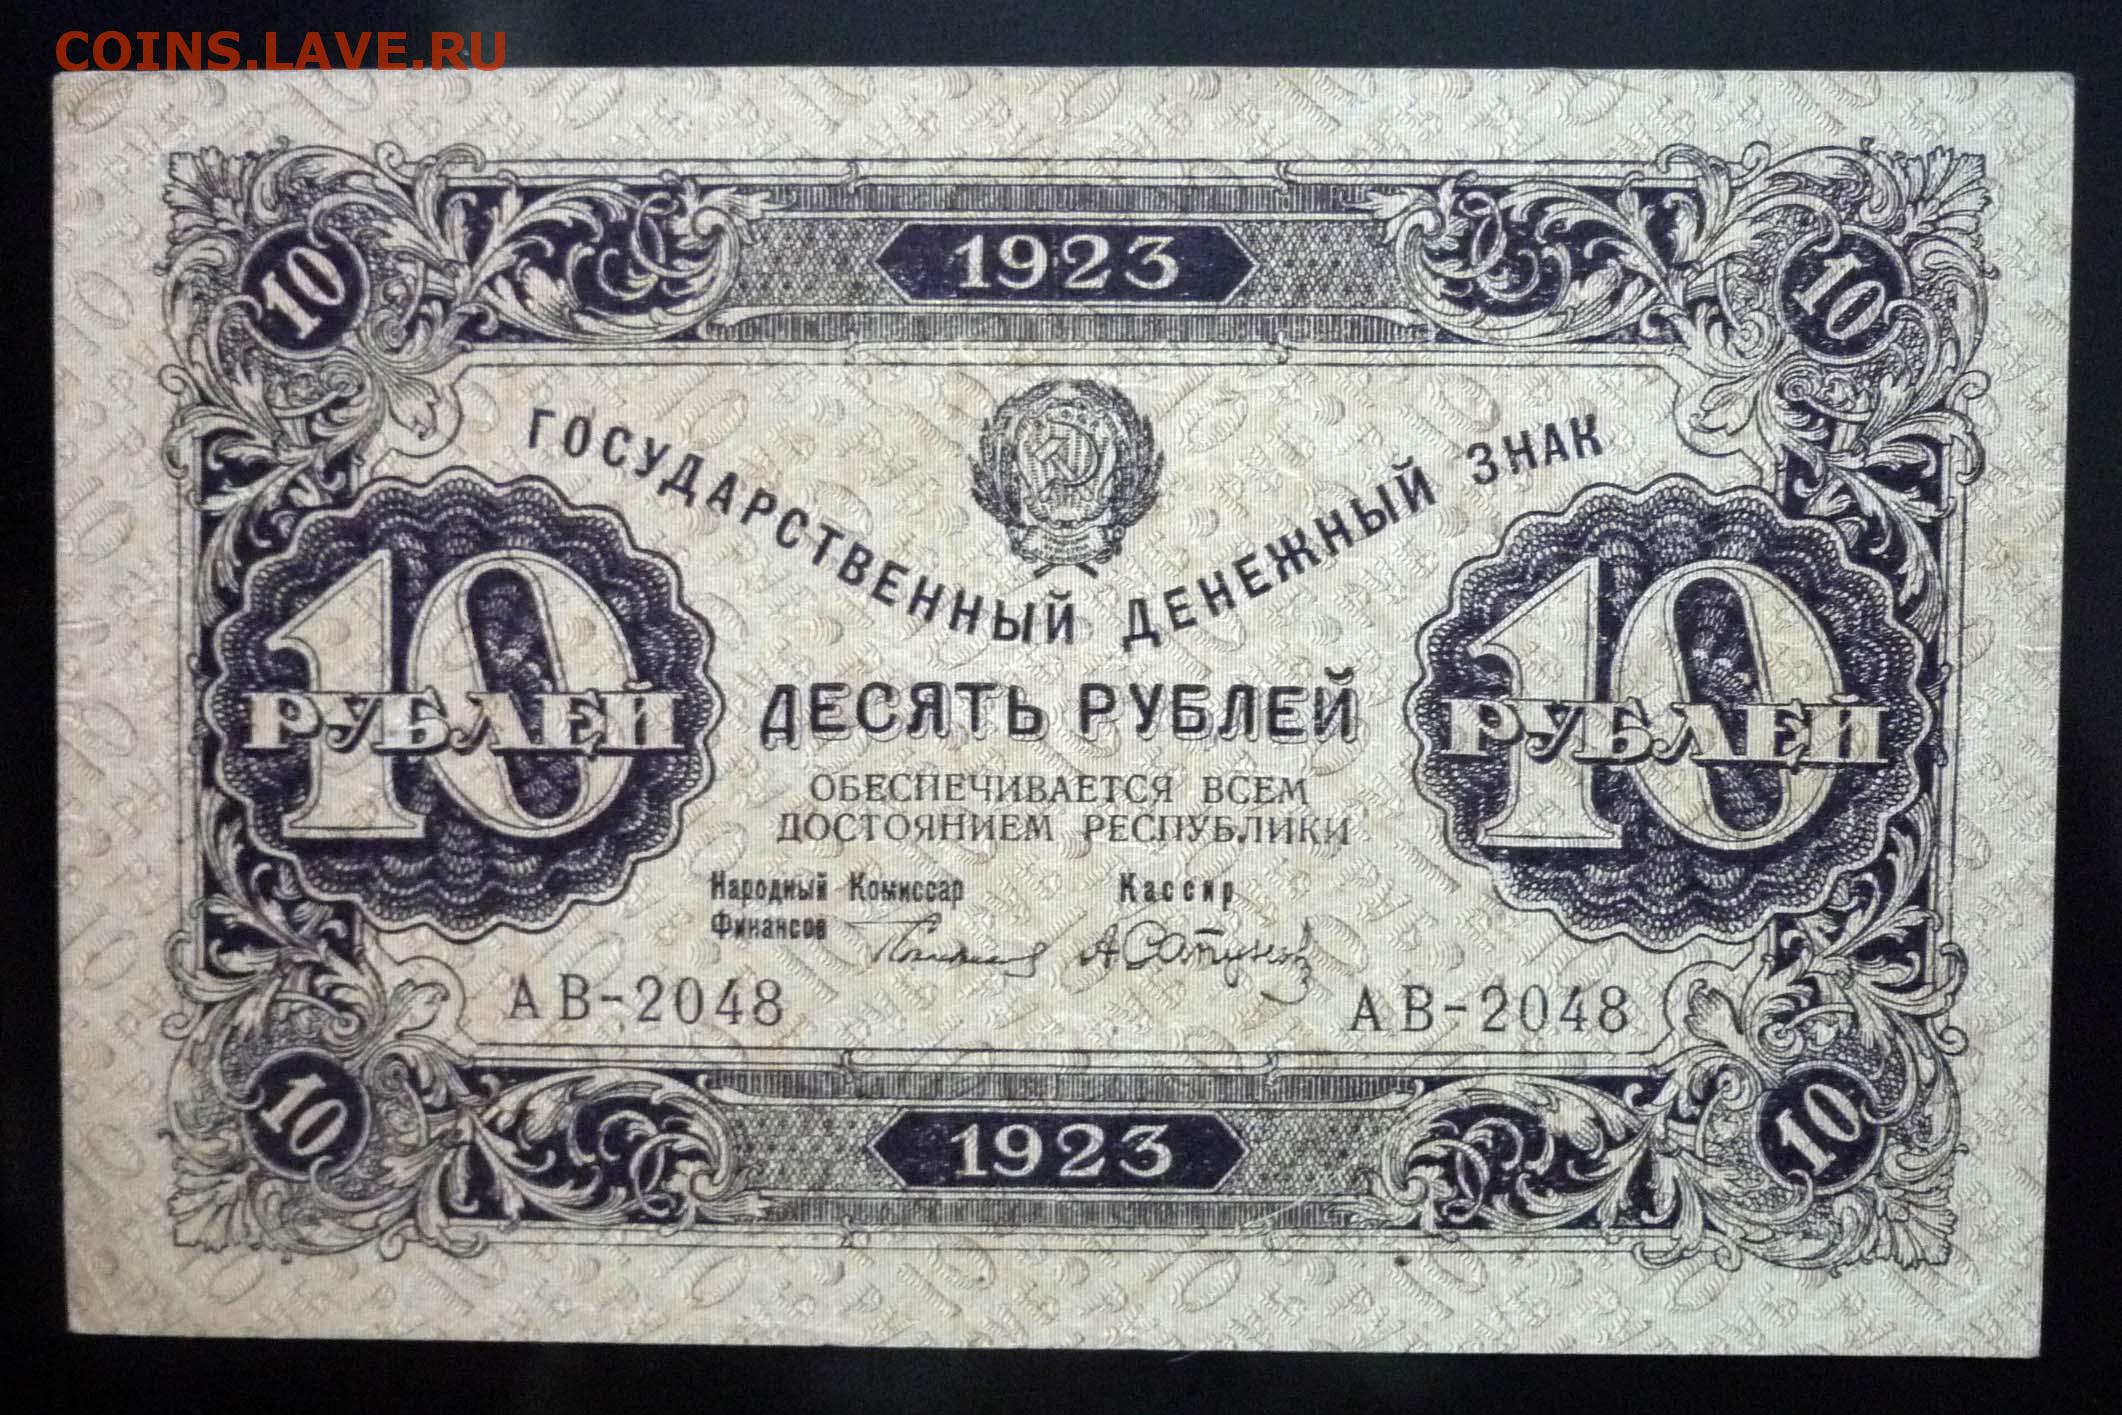 COINS.LAVE.RU
1923
10
10
ГОСУДАРСТВЕННЫЙ ДЕНЕЖНЫЙ ЗНАК
10
РУБЛЕЙ
ДЕСЯТЬ РУБЛЕЙ
10
РУБЛЕЙ
ОБЕСПЕЧИВАЕТСЯ ВСЕМ
ДОСТОЯНИЕМ РЕСПУБЛИКИ
Народный Комиссар
Финансов
Кассир
АВ-2048
АВ-2048
10
1923
10